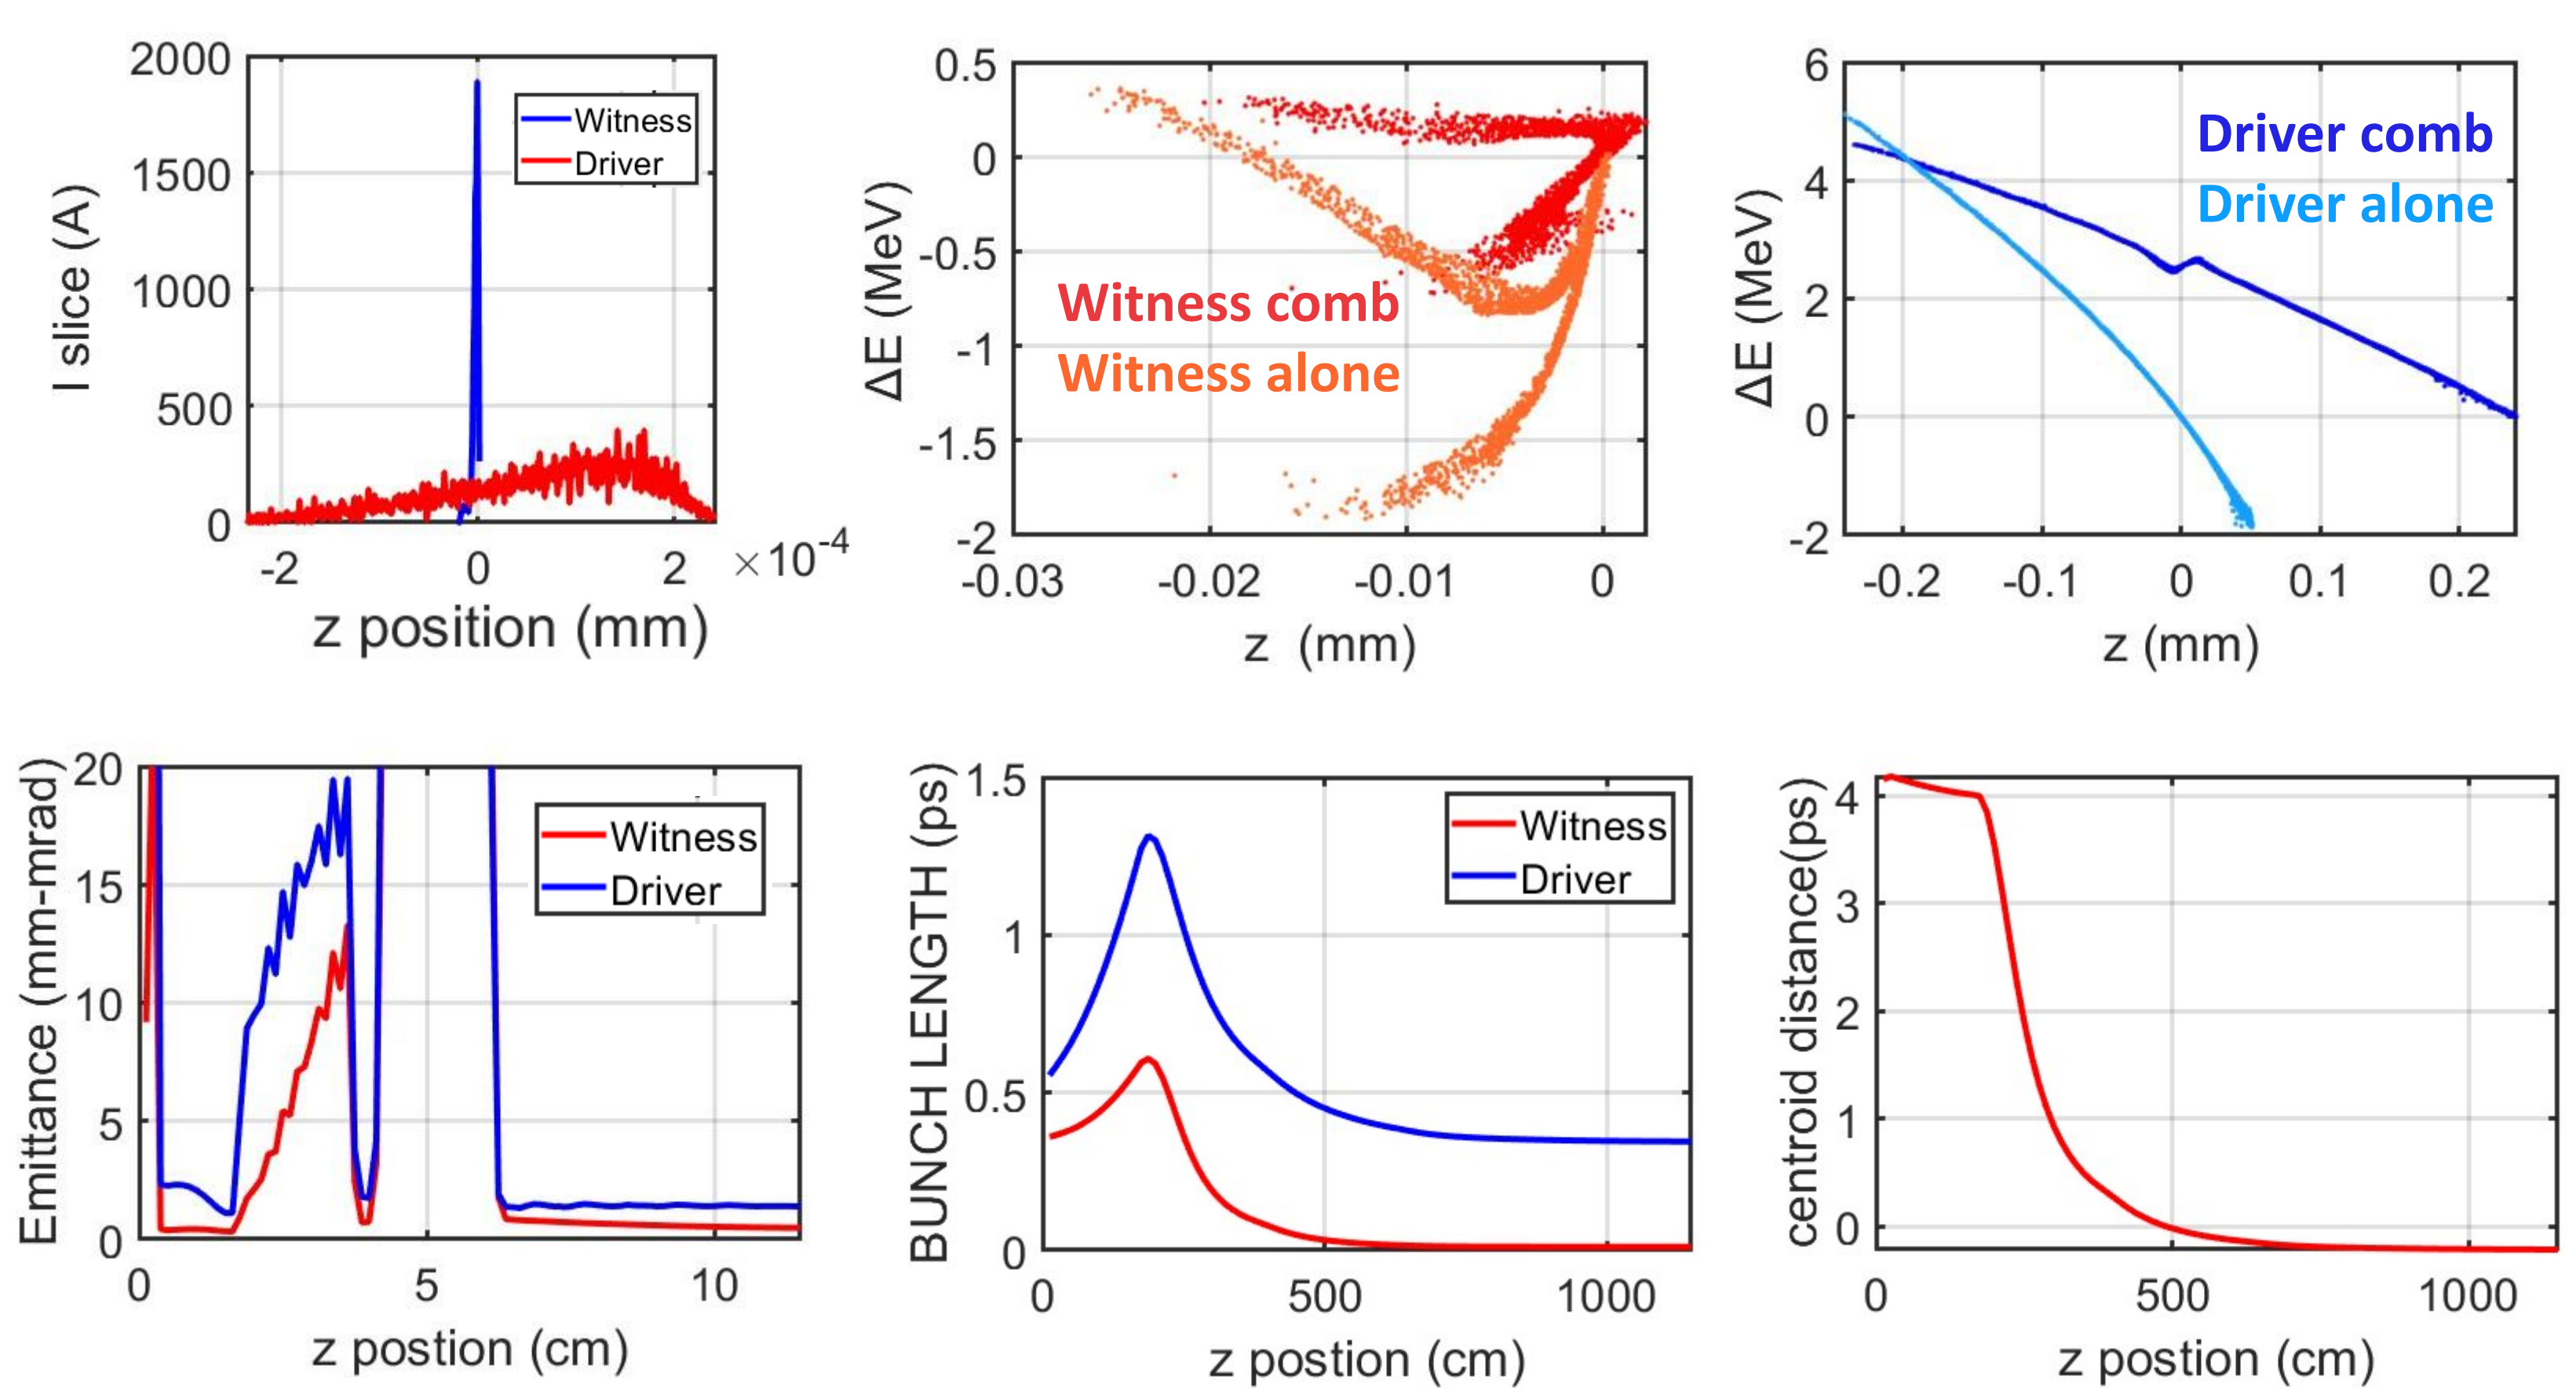 2000
1500
1000
500
0
I slice (A)
Witness
Driver
-2
0
2
×10-4
z position (mm)
0.5
0
-0.5
-1
-1.5
-2
ΔE (MeV)
Witness comb
Witness alone
-0.03
-0.02
-0.01
0
z (mm)
6
4
2
0
-2
ΔE (MeV)
Driver comb
Driver alone
-0.2
-0.1
0
0.1
0.2
z (mm)
20
15
10
5
0
Emittance (mm-mrad)
Witness
Driver
0
5
10
z postion (cm)
1.5
1
0.5
0
BUNCH LENGTH (ps)
Witness
Driver
0
500
1000
z postion (cm)
4
3
2
1
0
centroid distance(ps)
0
500
1000
z postion (cm)